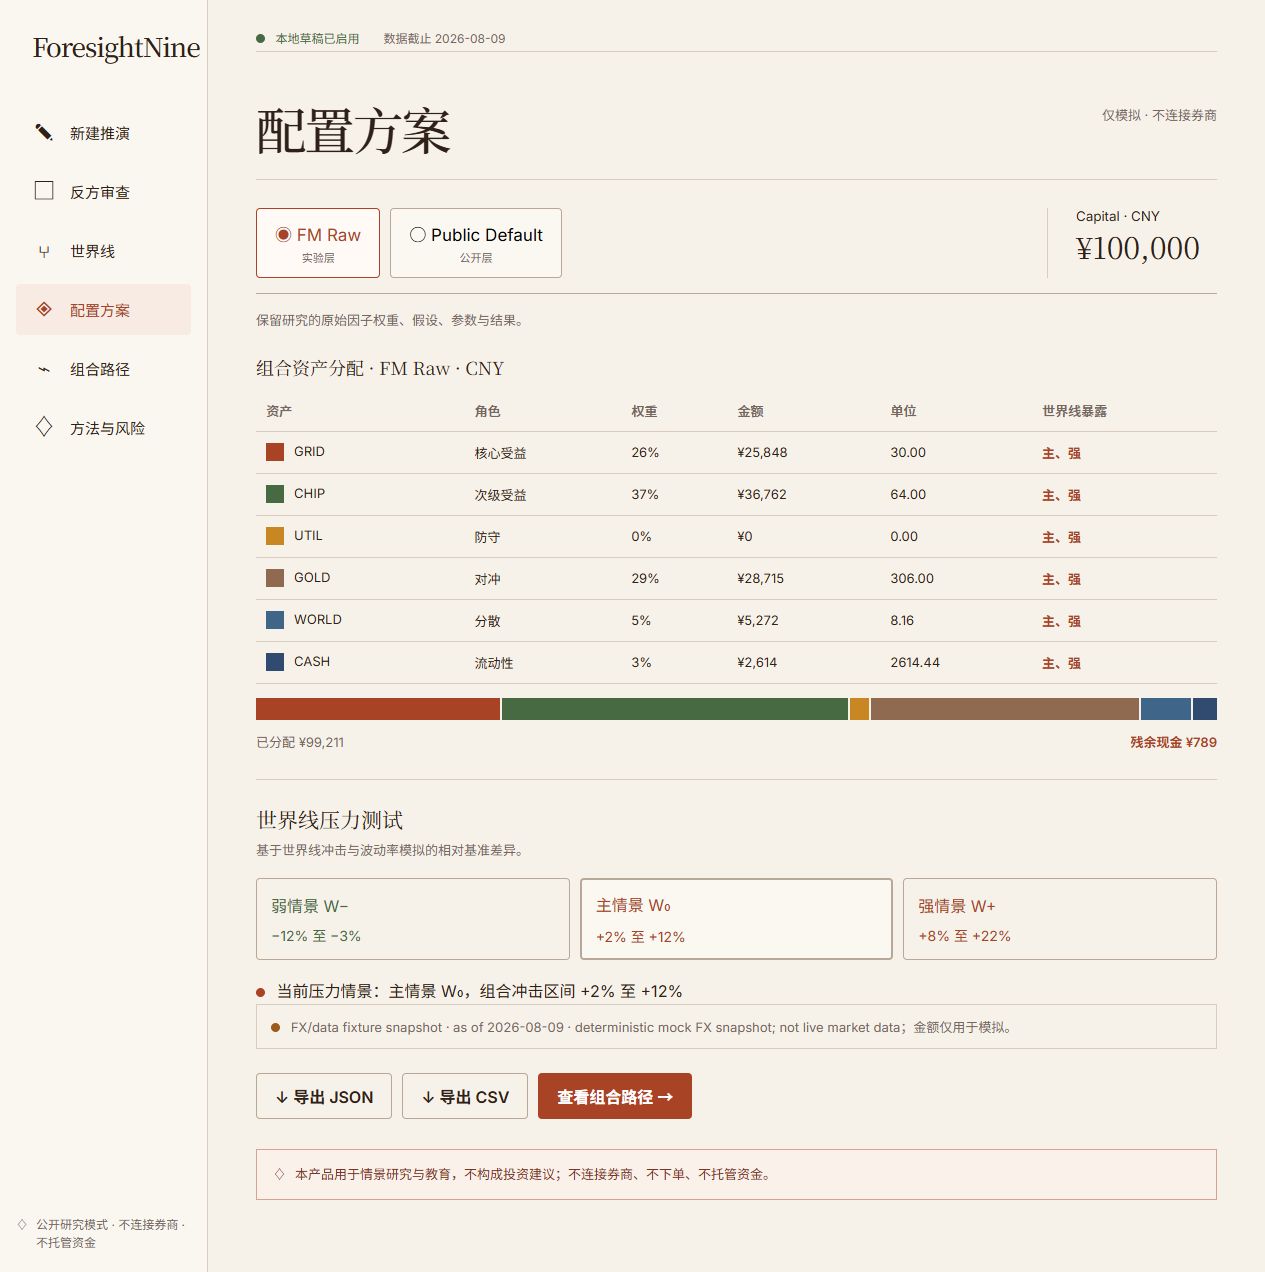 ForesightNine
新建推演
反方审查
世界线
配置方案
组合路径
方法与风险
♢ 公开研究模式 · 不连接券商 ·
不托管资金
本地草稿已启用 数据截止 2026-08-09
配置方案
仅模拟 · 不连接券商
FM Raw
实验层
Public Default
公开层
Capital · CNY
¥100,000
保留研究的原始因子权重、假设、参数与结果。
组合资产分配 · FM Raw · CNY
资产 角色 权重 金额 单位 世界线暴露
GRID 核心受益 26% ¥25,848 30.00 主、强
CHIP 次级受益 37% ¥36,762 64.00 主、强
UTIL 防守 0% ¥0 0.00 主、强
GOLD 对冲 29% ¥28,715 306.00 主、强
WORLD 分散 5% ¥5,272 8.16 主、强
CASH 流动性 3% ¥2,614 2614.44 主、强
已分配 ¥99,211 残余现金 ¥789
世界线压力测试
基于世界线冲击与波动率模拟的相对基准差异。
弱情景 W−
−12% 至 −3%
主情景 W₀
+2% 至 +12%
强情景 W+
+8% 至 +22%
当前压力情景：主情景 W₀，组合冲击区间 +2% 至 +12%
FX/data fixture snapshot · as of 2026-08-09 · deterministic mock FX snapshot; not live market data；金额仅用于模拟。
↓ 导出 JSON ↓ 导出 CSV 查看组合路径 →
♢ 本产品用于情景研究与教育，不构成投资建议；不连接券商、不下单、不托管资金。